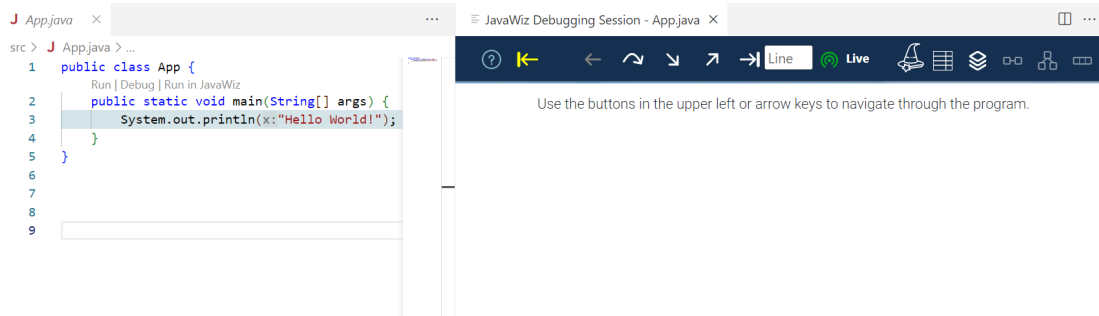 J App.java ×
src > J App.java > ...
1 public class App {
Run | Debug | Run in JavaWiz
2 public static void main(String[] args) {
3 System.out.println(x:"Hello World!");
4 }
5 }
6
7
8
9
JavaWiz Debugging Session - App.java ×
? Line Live
Use the buttons in the upper left or arrow keys to navigate through the program.